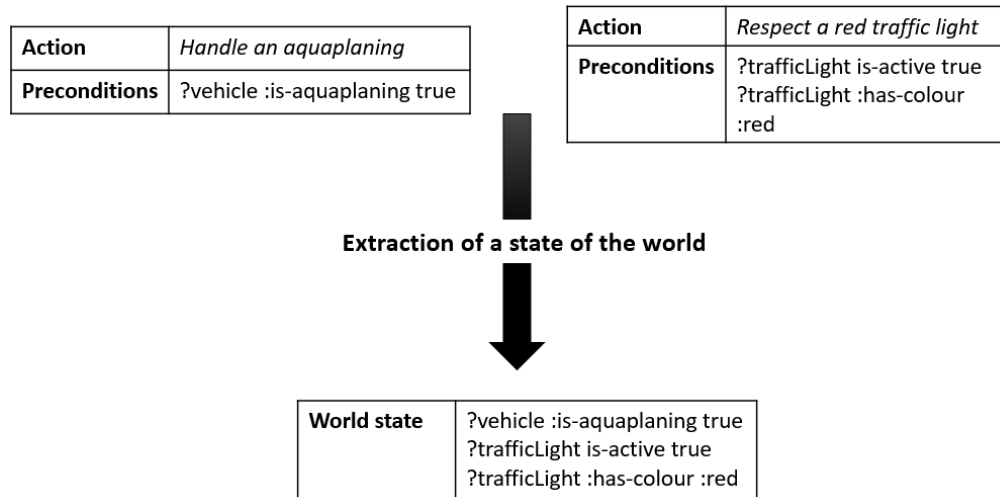 Action Handle an aquaplaning
Preconditions ?vehicle :is-aquaplaning true
Action Respect a red traffic light
Preconditions ?trafficLight is-active true
?trafficLight :has-colour
:red
Extraction of a state of the world
World state ?vehicle :is-aquaplaning true
?trafficLight is-active true
?trafficLight :has-colour :red